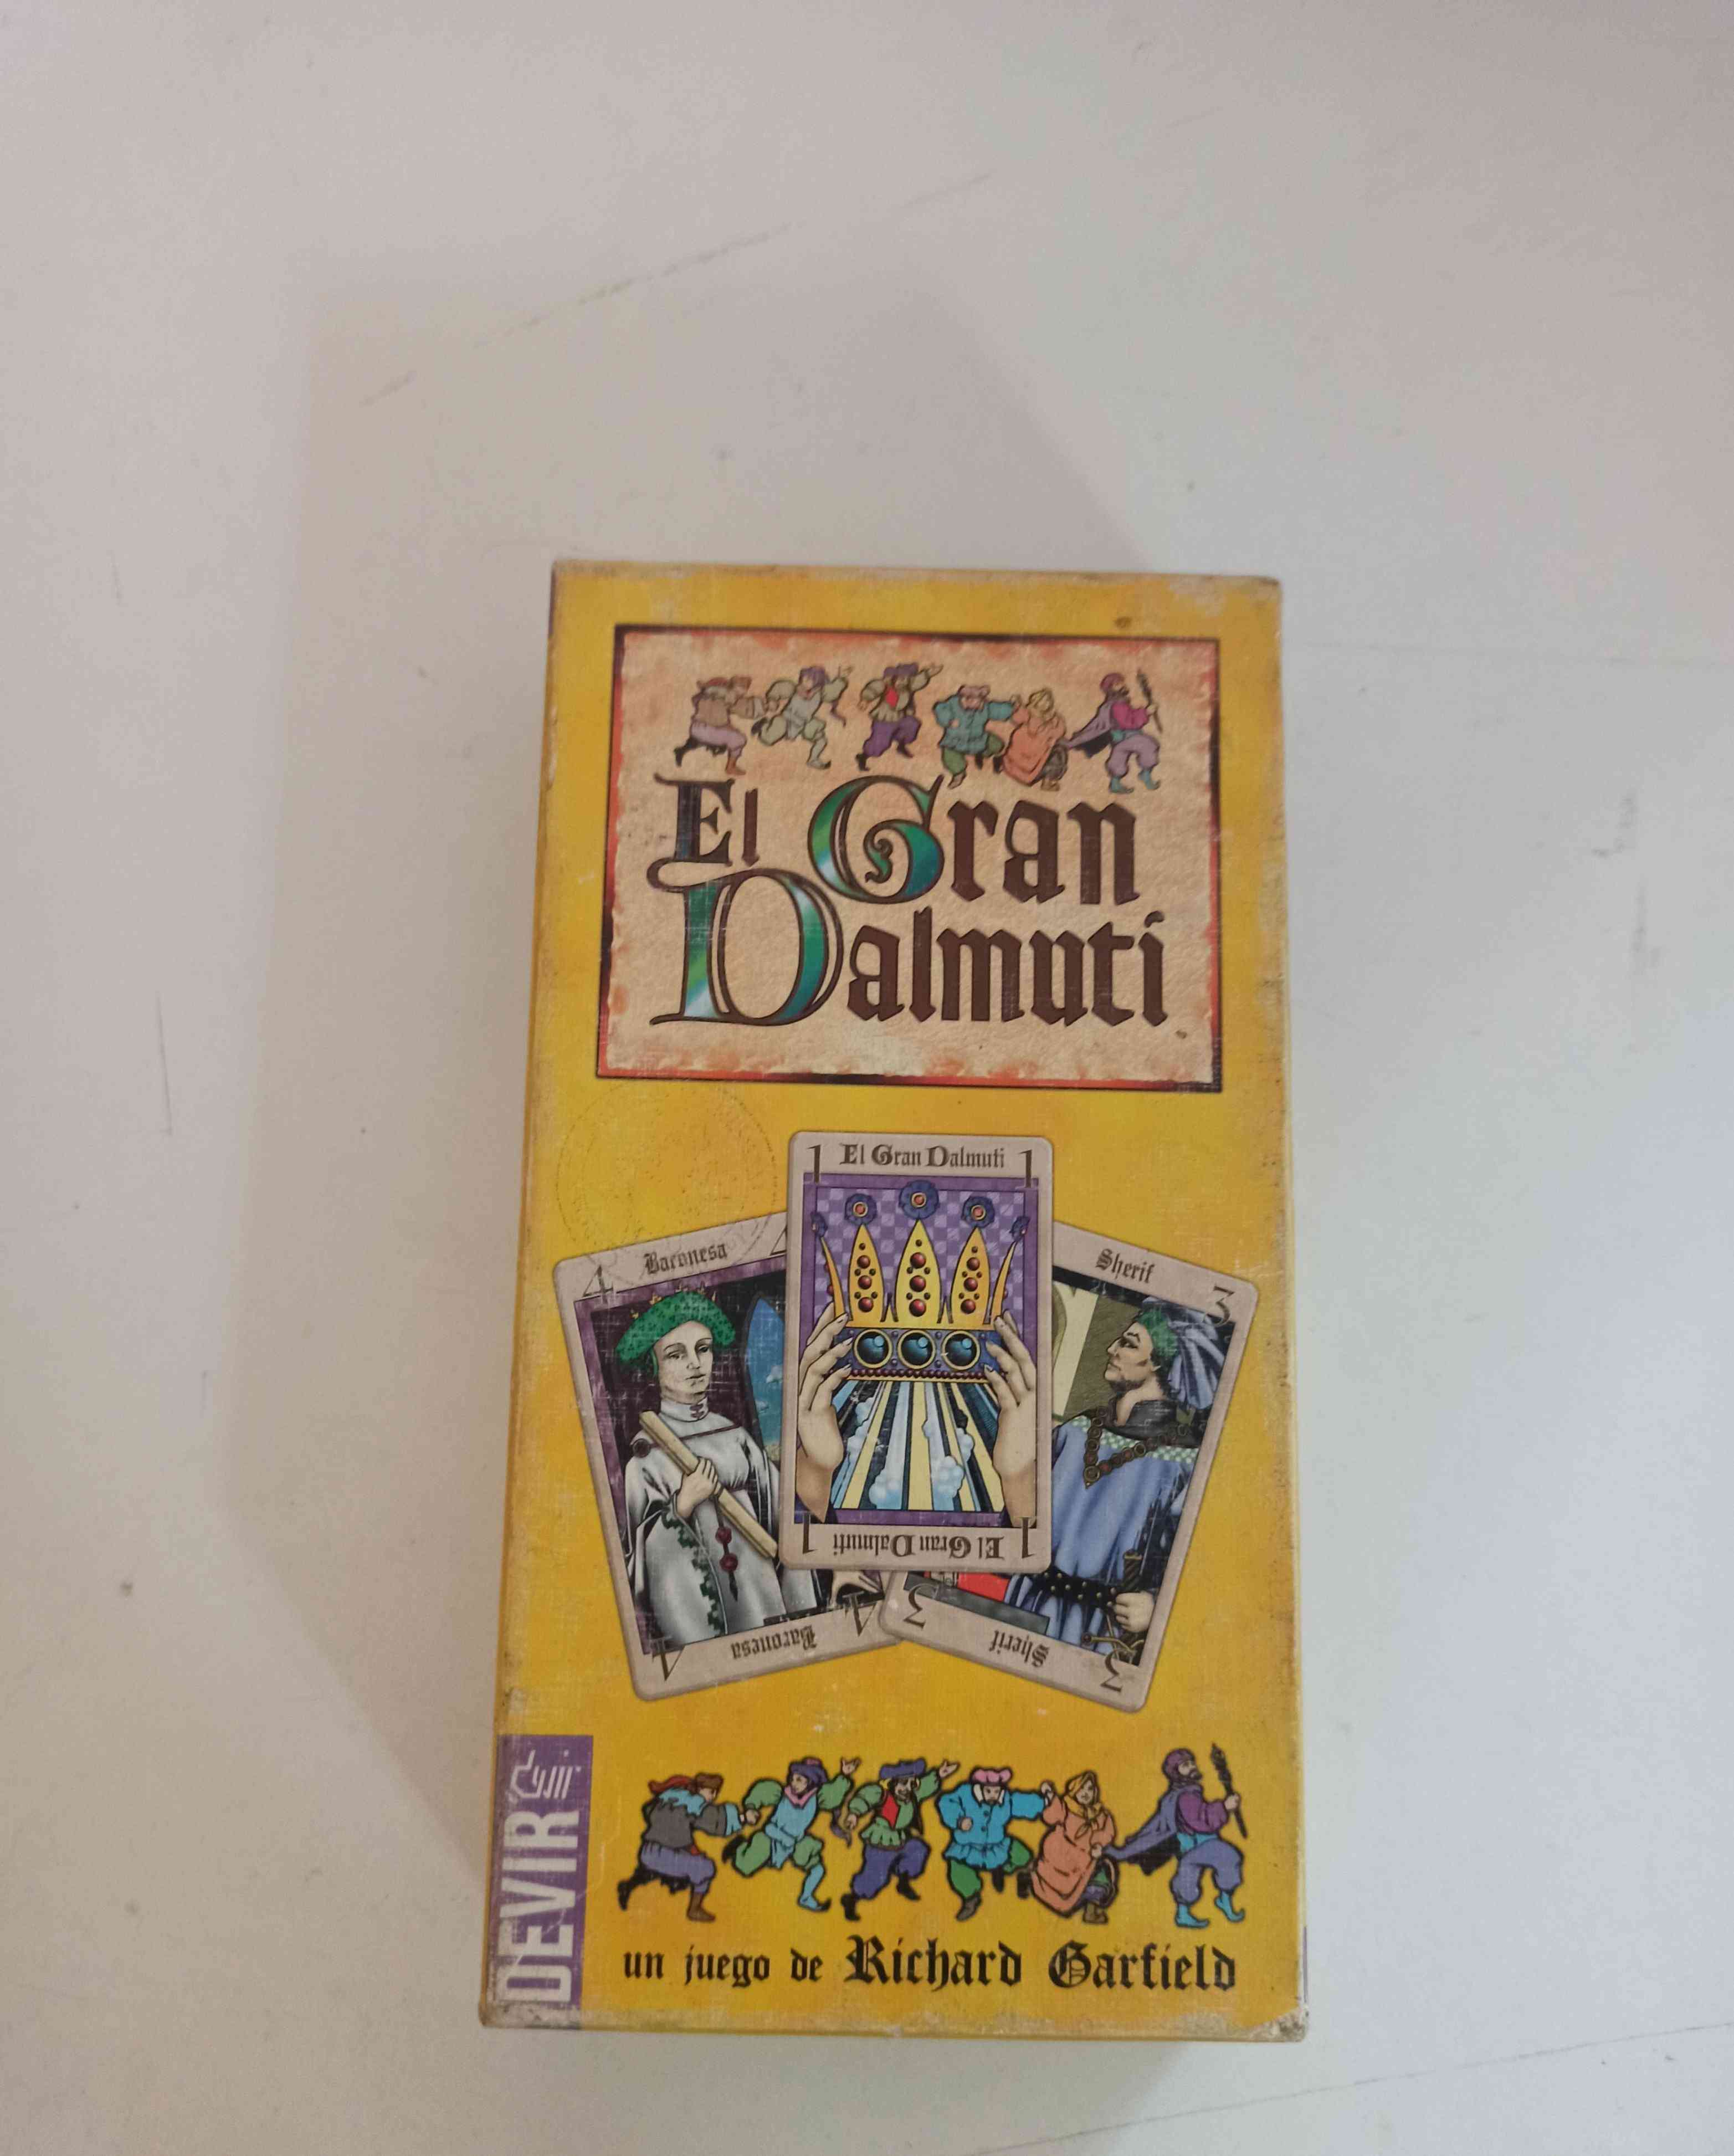 El Gran
Dalmuti
1 El Gran Dalmuti 1
4 Baronesa
Sherif 3
1 El Gran Dalmuti 1
4 Baronesa 4
3 Sherif 3
DEVIR
un juego de Richard Garfield